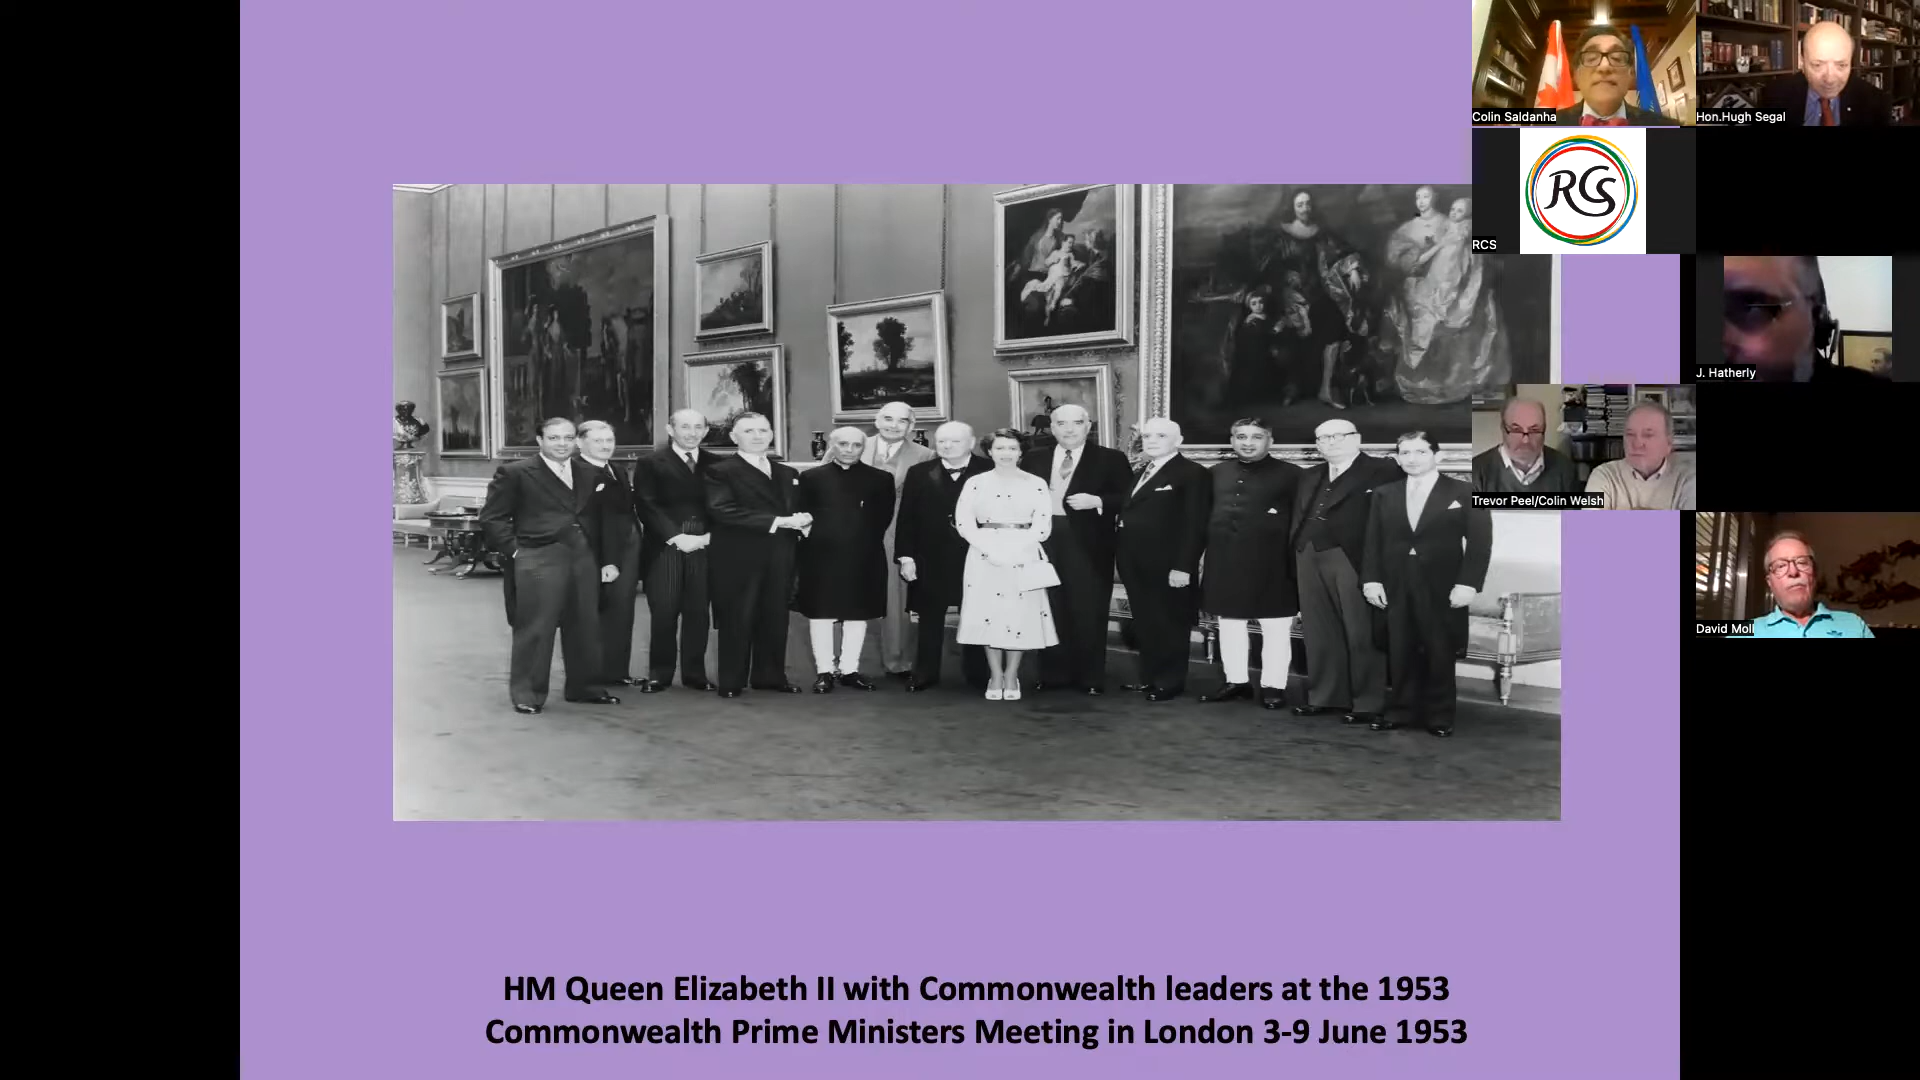 Colin Saldanha
Hon.Hugh Segal
RCS
RCS
J. Hatherly
Trevor Peel/Colin Welsh
David Moll
HM Queen Elizabeth II with Commonwealth leaders at the 1953
Commonwealth Prime Ministers Meeting in London 3-9 June 1953